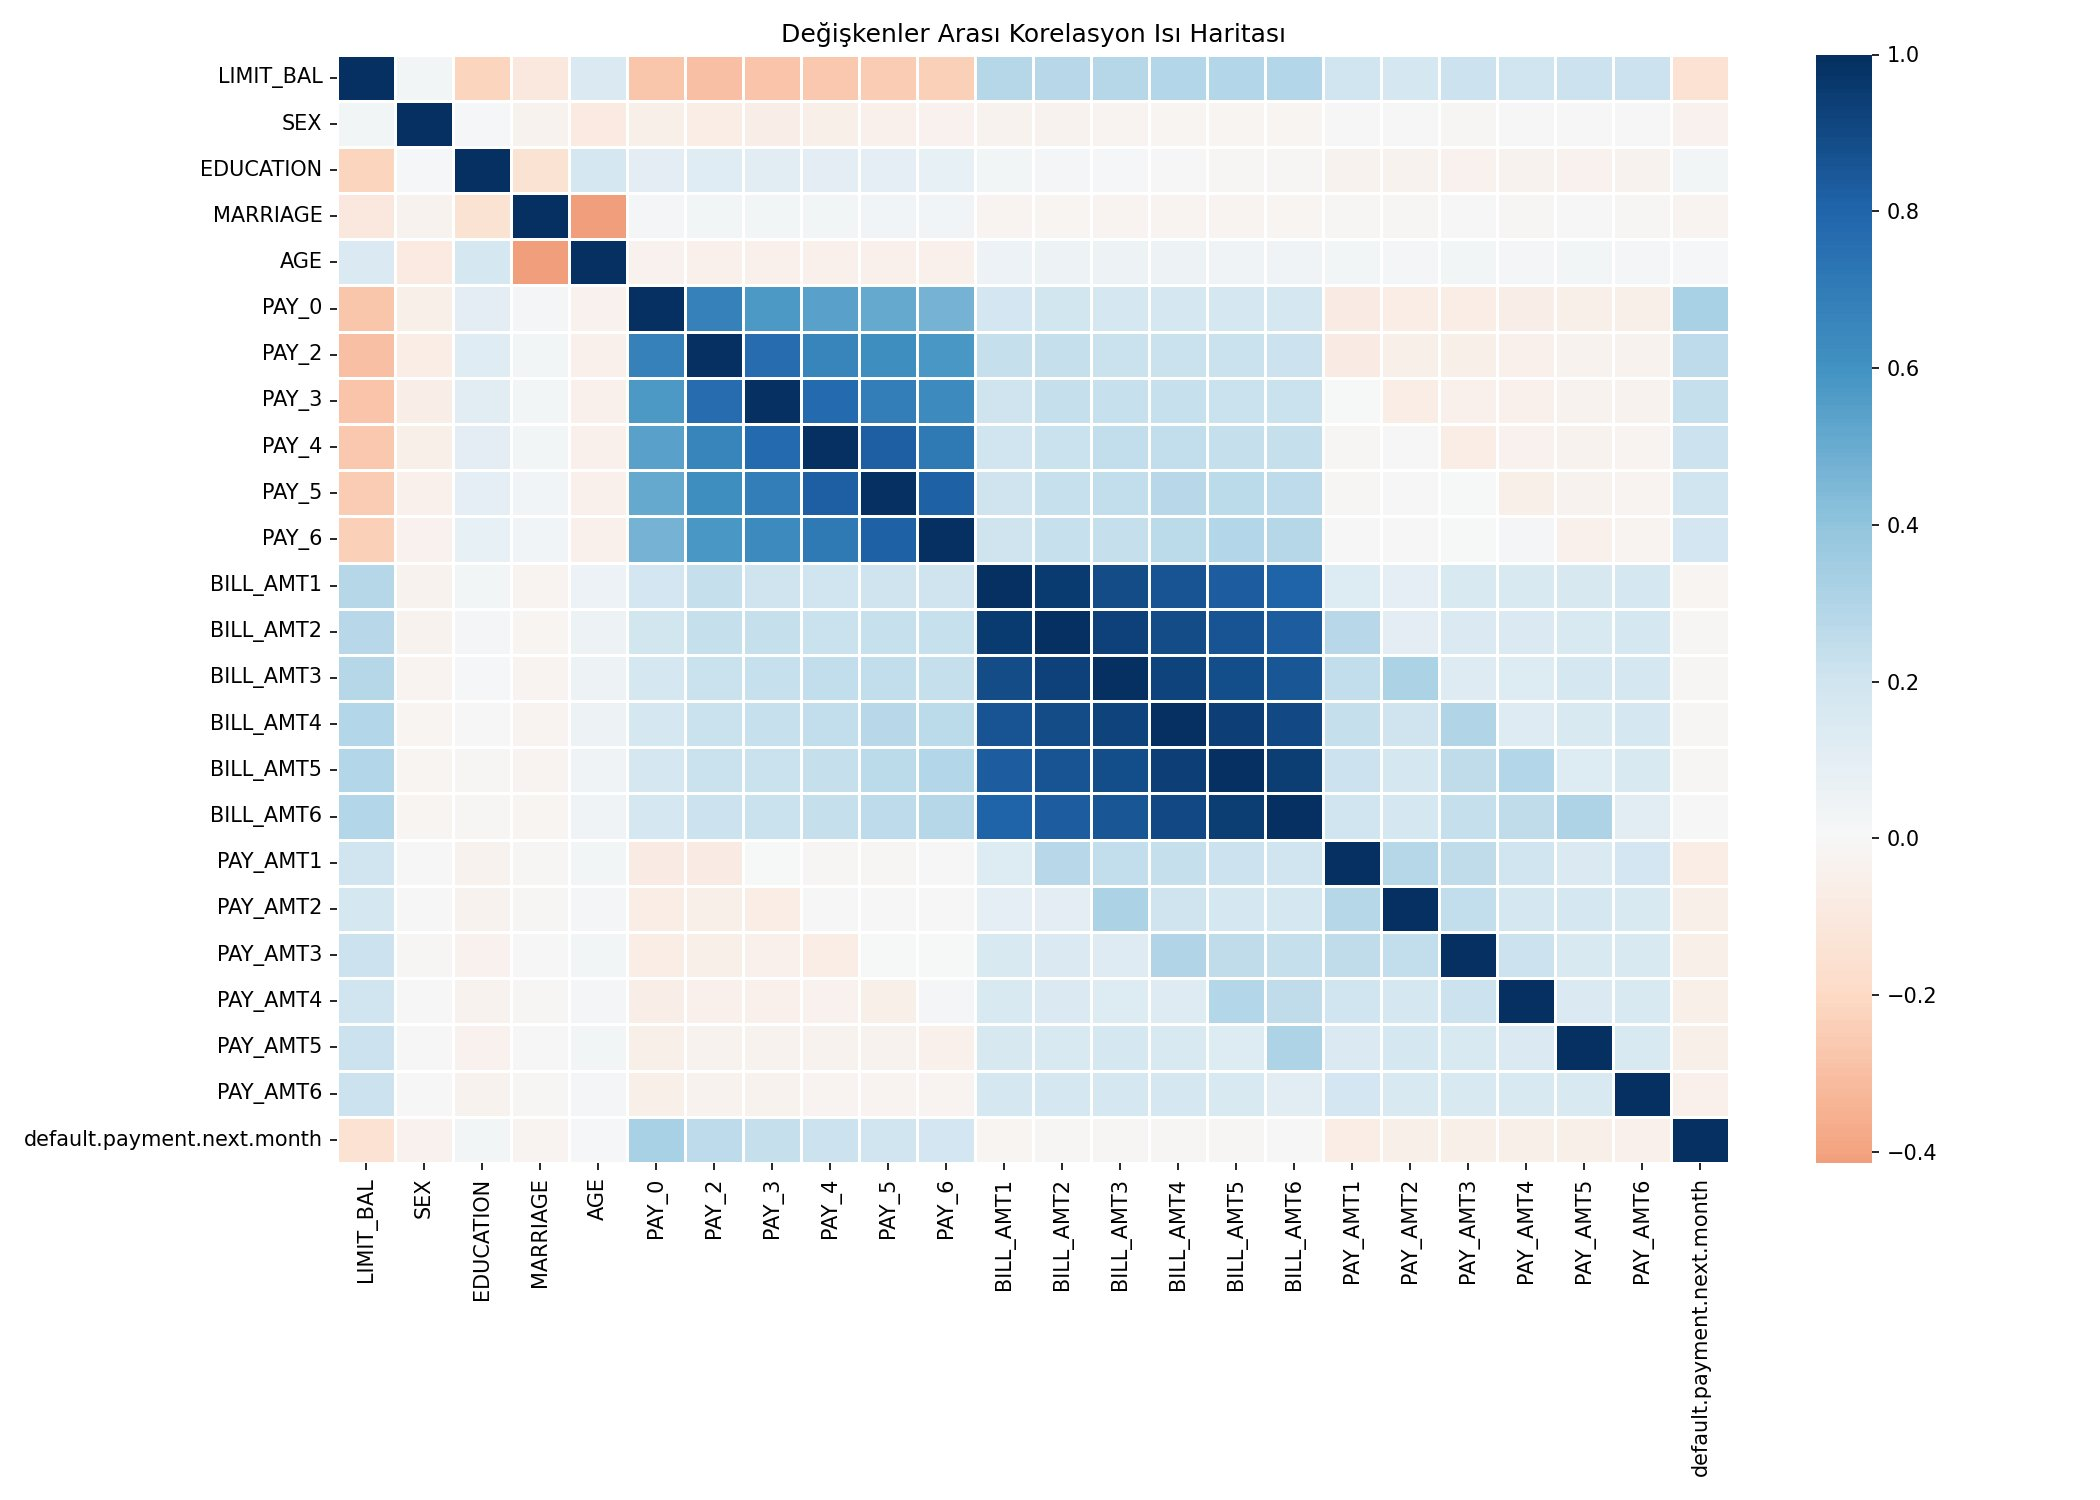 Değişkenler Arası Korelasyon Isı Haritası
LIMIT_BAL
SEX
EDUCATION
MARRIAGE
AGE
PAY_0
PAY_2
PAY_3
PAY_4
PAY_5
PAY_6
BILL_AMT1
BILL_AMT2
BILL_AMT3
BILL_AMT4
BILL_AMT5
BILL_AMT6
PAY_AMT1
PAY_AMT2
PAY_AMT3
PAY_AMT4
PAY_AMT5
PAY_AMT6
default.payment.next.month
LIMIT_BAL
SEX
EDUCATION
MARRIAGE
AGE
PAY_0
PAY_2
PAY_3
PAY_4
PAY_5
PAY_6
BILL_AMT1
BILL_AMT2
BILL_AMT3
BILL_AMT4
BILL_AMT5
BILL_AMT6
PAY_AMT1
PAY_AMT2
PAY_AMT3
PAY_AMT4
PAY_AMT5
PAY_AMT6
default.payment.next.month
1.0
0.8
0.6
0.4
0.2
0.0
−0.2
−0.4